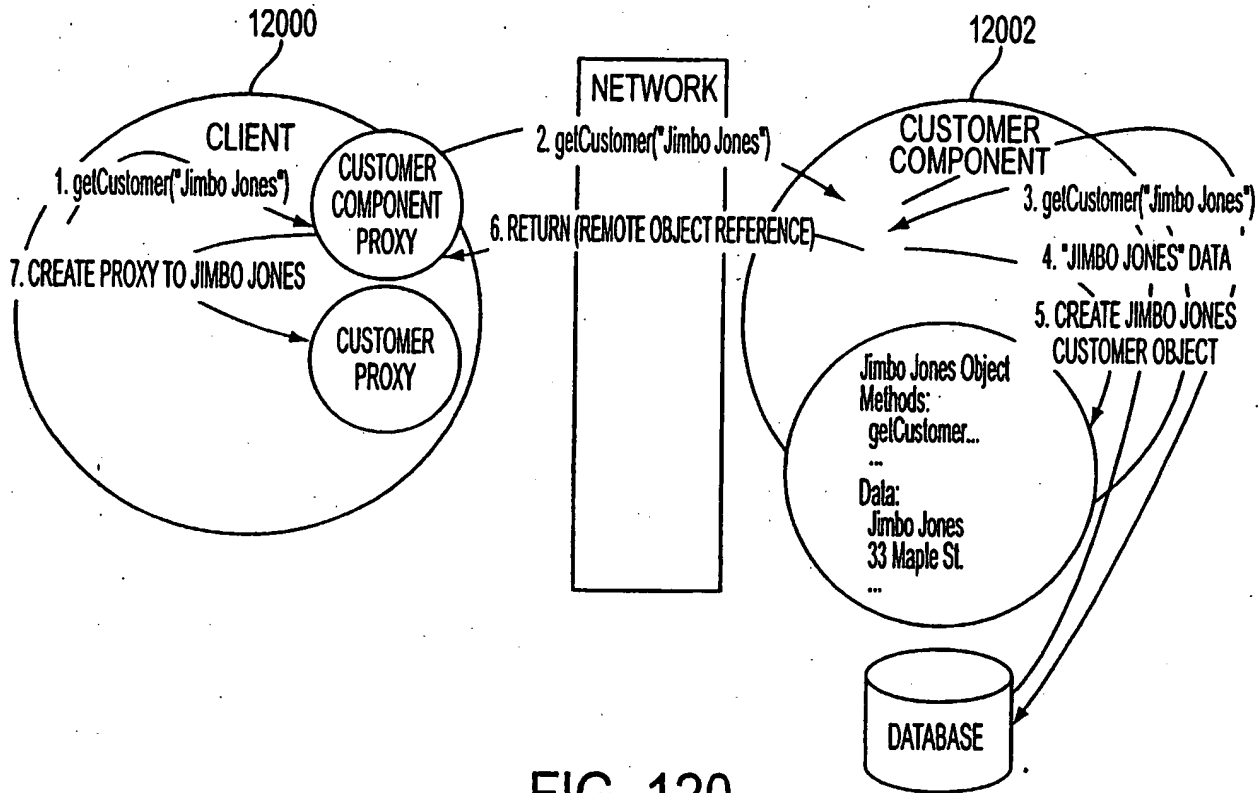 12000
12002
CLIENT
1. getCustomer("Jimbo Jones")
CUSTOMER
COMPONENT
PROXY
7. CREATE PROXY TO JIMBO JONES
CUSTOMER
PROXY
NETWORK
2. getCustomer("Jimbo Jones")
6. RETURN (REMOTE OBJECT REFERENCE)
CUSTOMER
COMPONENT
3. getCustomer("Jimbo Jones")
4. "JIMBO JONES" DATA
5. CREATE JIMBO JONES
CUSTOMER OBJECT
Jimbo Jones Object
Methods:
getCustomer...
...
Data:
Jimbo Jones
33 Maple St.
...
DATABASE
FIG. 120